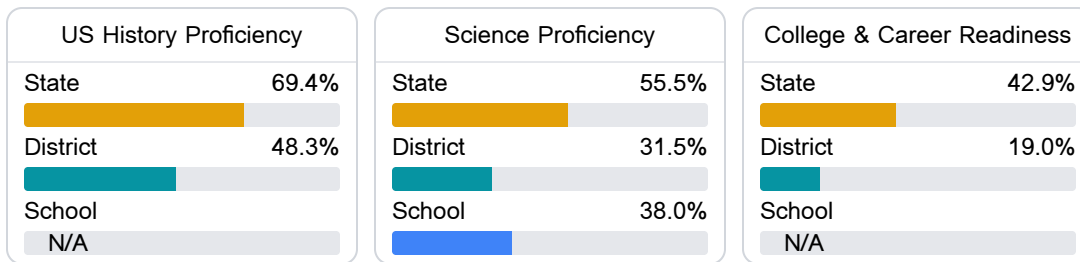 US History Proficiency
State 69.4%
District 48.3%
School
N/A
Science Proficiency
State 55.5%
District 31.5%
School 38.0%
College & Career Readiness
State 42.9%
District 19.0%
School
N/A